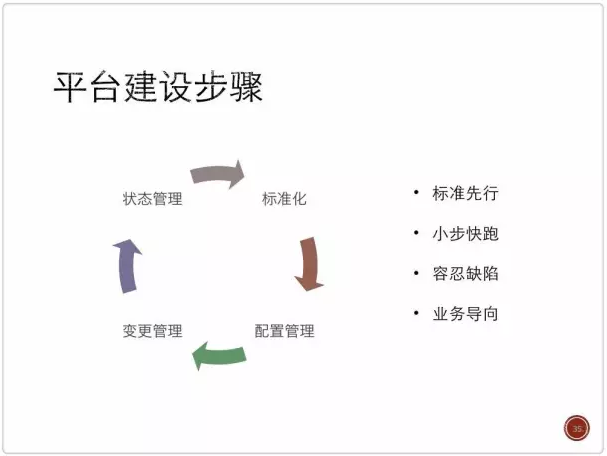 平台建设步骤
状态管理
标准化
变更管理
配置管理
• 标准先行
• 小步快跑
• 容忍缺陷
• 业务导向
35